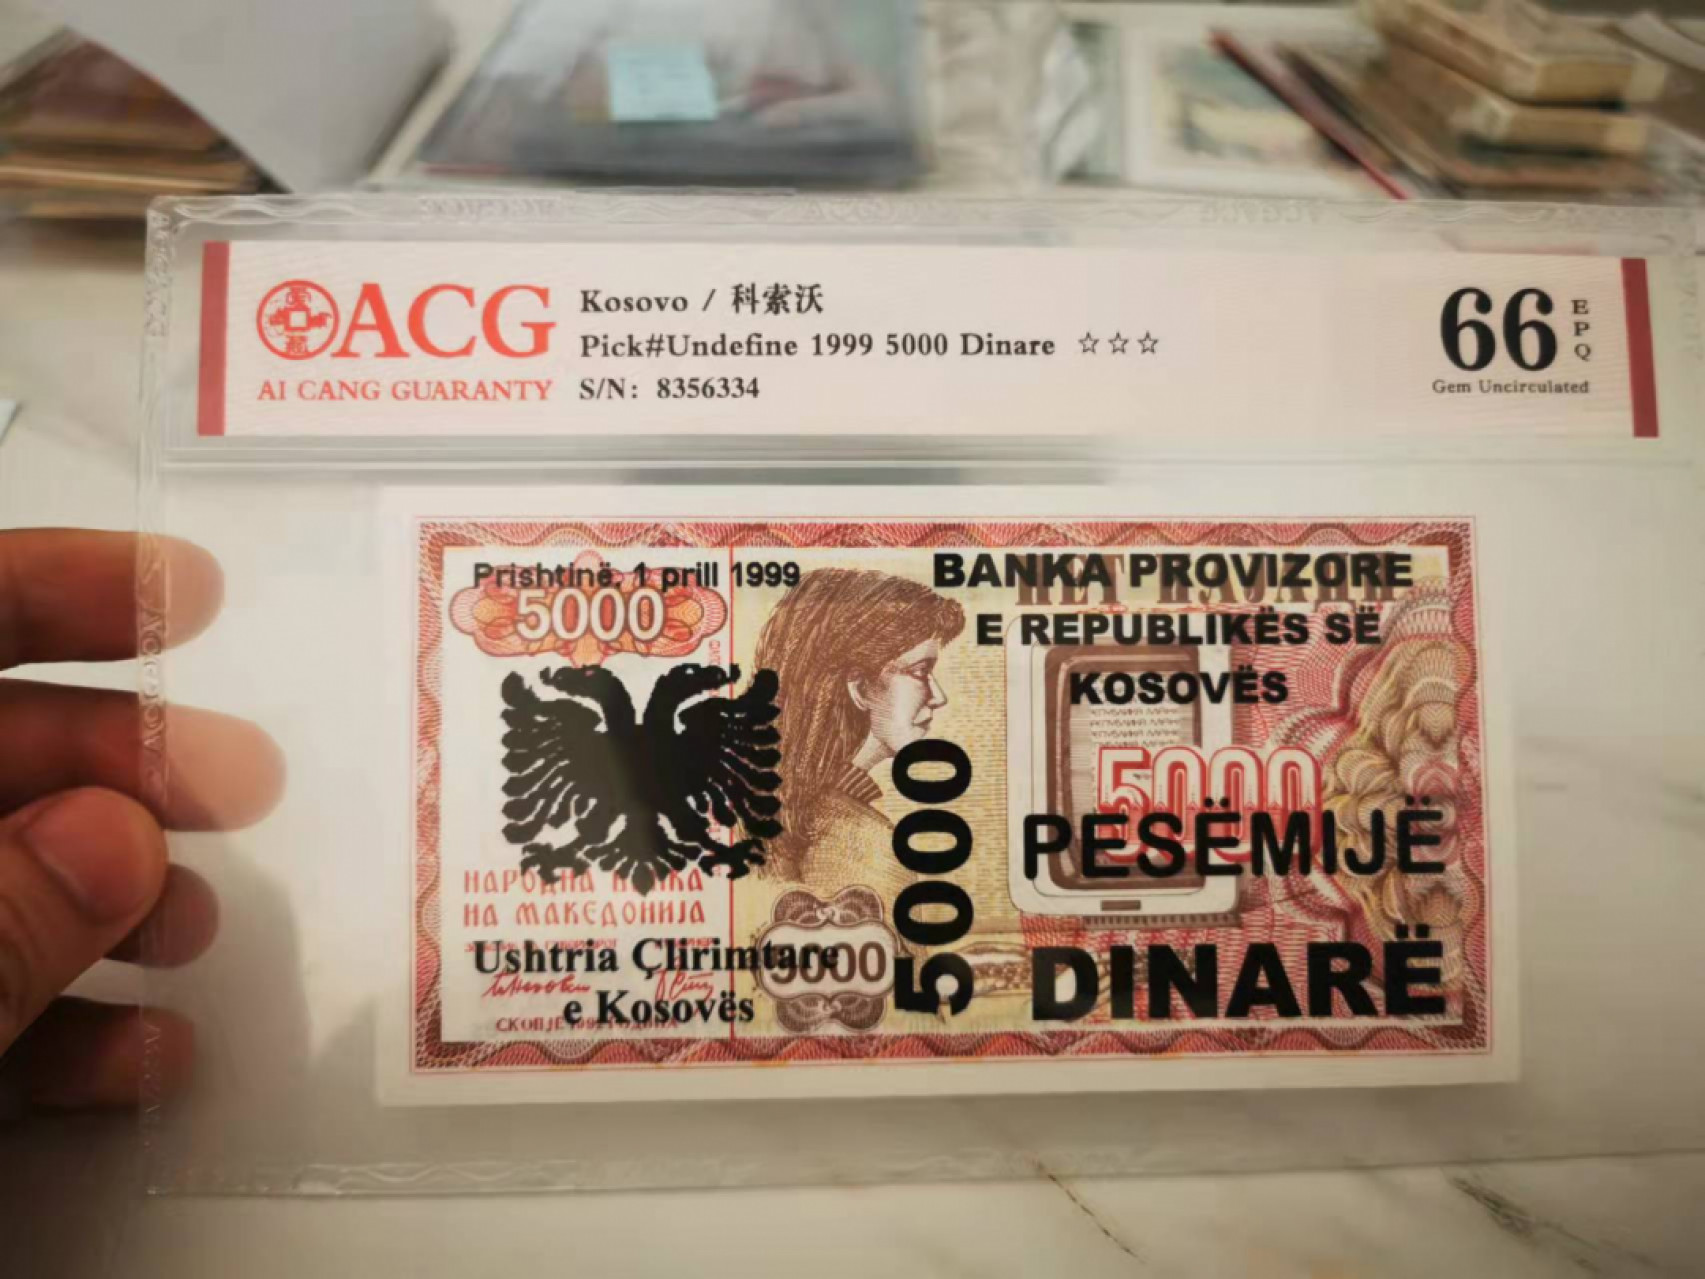 ACG
AI CANG GUARANTY
Kosovo / 科索沃
Pick#Undefine 1999 5000 Dinare ☆☆☆
S/N: 8356334
66
EPQ
Gem Uncirculated
Prishtinë, 1 prill 1999
5000
BANKA PROVIZORE
E REPUBLIKËS SË
KOSOVËS
5000
5000
PESËMIJË
DINARË
НАРОДНА БАНКА
НА МАКЕДОНИЈА
Ushtria Çlirimtare
e Kosovës
5000
СКОПЈЕ